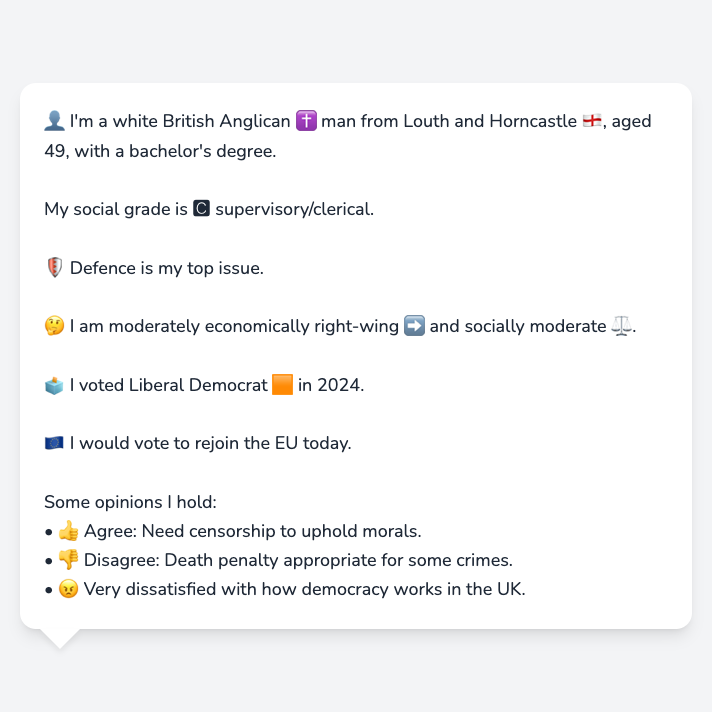 👤 I'm a white British Anglican ✝️ man from Louth and Horncastle 🏴󠁧󠁢󠁥󠁮󠁧󠁿, aged
49, with a bachelor's degree.
My social grade is 🅲 supervisory/clerical.
🛡️ Defence is my top issue.
🤔 I am moderately economically right-wing ➡️ and socially moderate ⚖️.
🗳️ I voted Liberal Democrat 🟧 in 2024.
🇪🇺 I would vote to rejoin the EU today.
Some opinions I hold:
• 👍 Agree: Need censorship to uphold morals.
• 👎 Disagree: Death penalty appropriate for some crimes.
• 😠 Very dissatisfied with how democracy works in the UK.